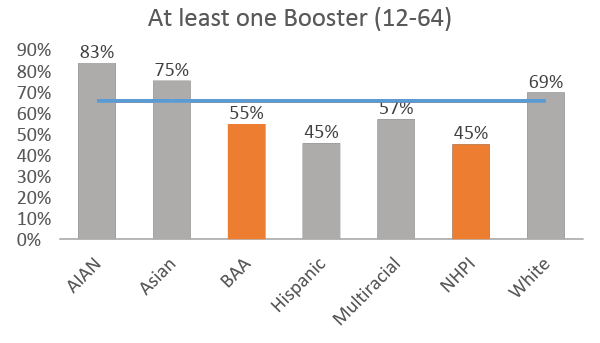 At least one Booster (12-64)
90%
80%
70%
60%
50%
40%
30%
20%
10%
0%
83%
75%
55%
45%
57%
45%
69%
AIAN
Asian
BAA
Hispanic
Multiracial
NHPI
White